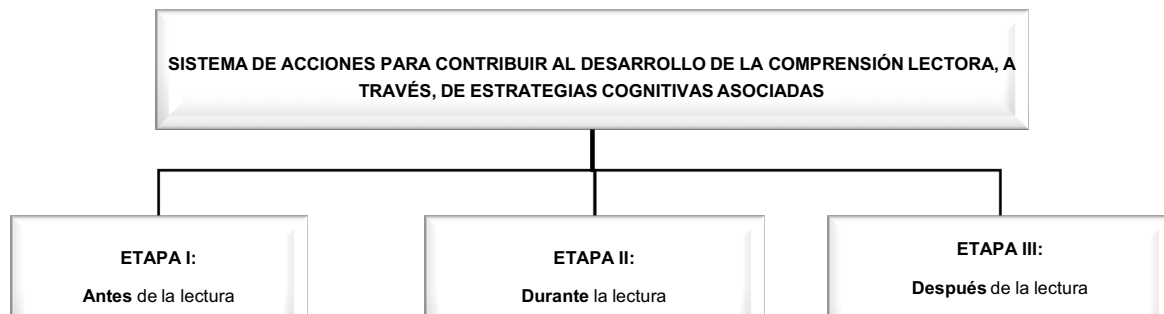 SISTEMA DE ACCIONES PARA CONTRIBUIR AL DESARROLLO DE LA COMPRENSIÓN LECTORA, A
TRAVÉS, DE ESTRATEGIAS COGNITIVAS ASOCIADAS
ETAPA I:
Antes de la lectura
ETAPA II:
Durante la lectura
ETAPA III:
Después de la lectura